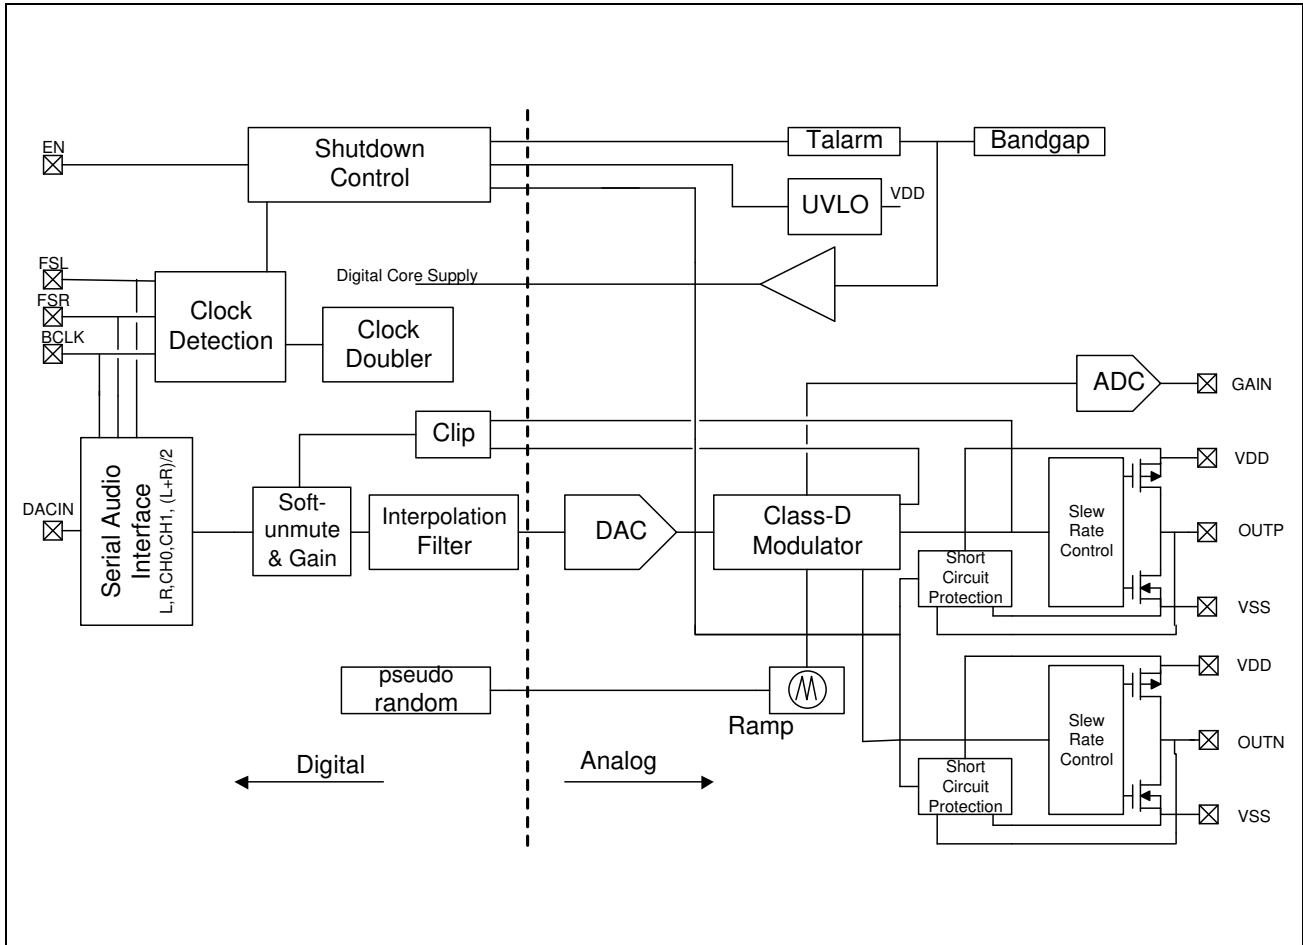 EN
Shutdown
Control
Talarm
Bandgap
UVLO
VDD
FSL
FSR
BCLK
Clock
Detection
Digital Core Supply
Clock
Doubler
ADC
GAIN
Clip
DACIN
Serial Audio
Interface
L,R,CH0,CH1, (L+R)/2
Soft-
unmute
& Gain
Interpolation
Filter
DAC
Class-D
Modulator
Short
Circuit
Protection
Slew
Rate
Control
VDD
OUTP
VSS
pseudo
random
Ramp
Short
Circuit
Protection
Slew
Rate
Control
VDD
OUTN
VSS
Digital
Analog